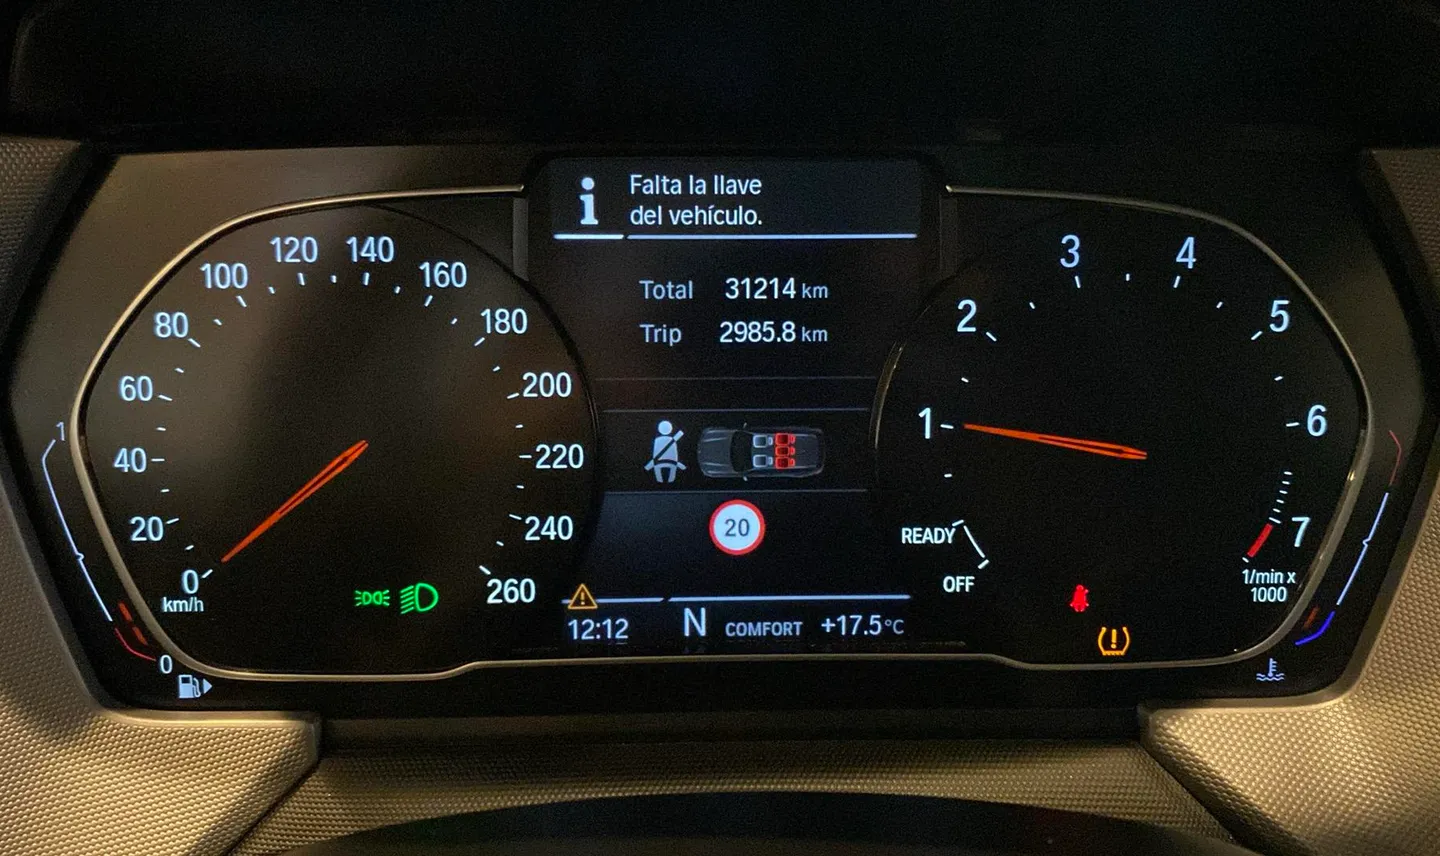 Falta la llave
del vehículo.
Total 31214 km
Trip 2985.8 km
20
12:12 N COMFORT +17.5°C
0
20
40
60
80
100
120
140
160
180
200
220
240
260
km/h
1
0
OFF
READY
1
2
3
4
5
6
7
1/min x
1000